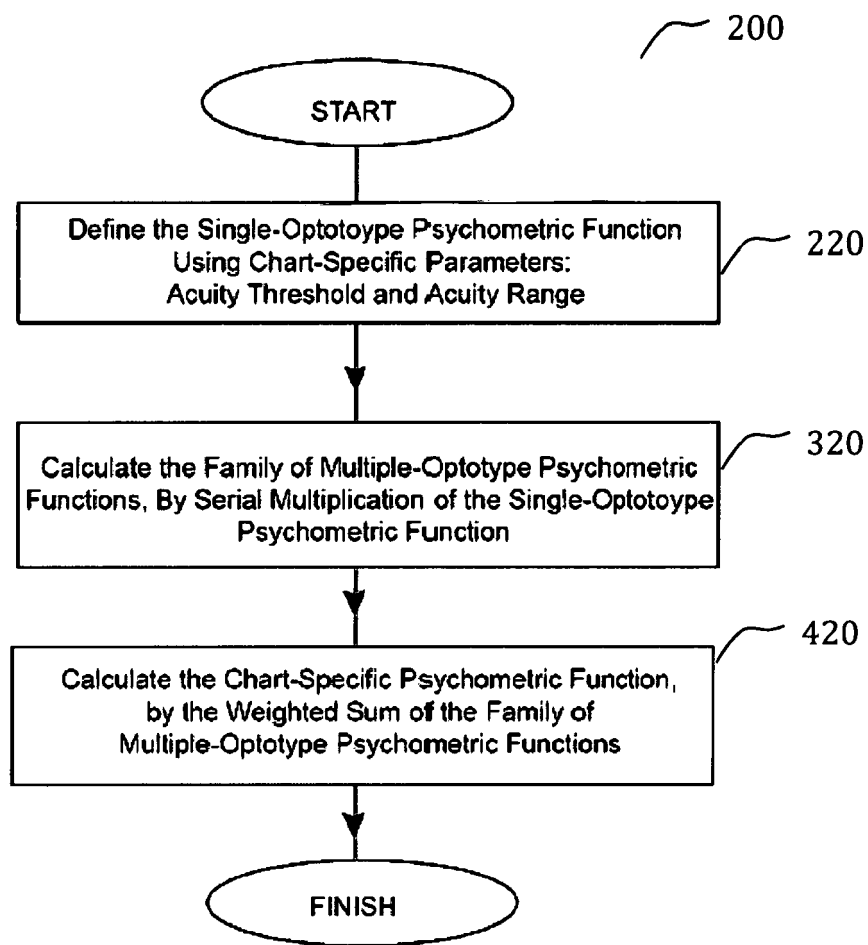 200
START
Define the Single-Optotoype Psychometric Function
Using Chart-Specific Parameters:
Acuity Threshold and Acuity Range
220
Calculate the Family of Multiple-Optotype Psychometric
Functions, By Serial Multiplication of the Single-Optotoype
Psychometric Function
320
Calculate the Chart-Specific Psychometric Function,
by the Weighted Sum of the Family of
Multiple-Optotype Psychometric Functions
420
FINISH